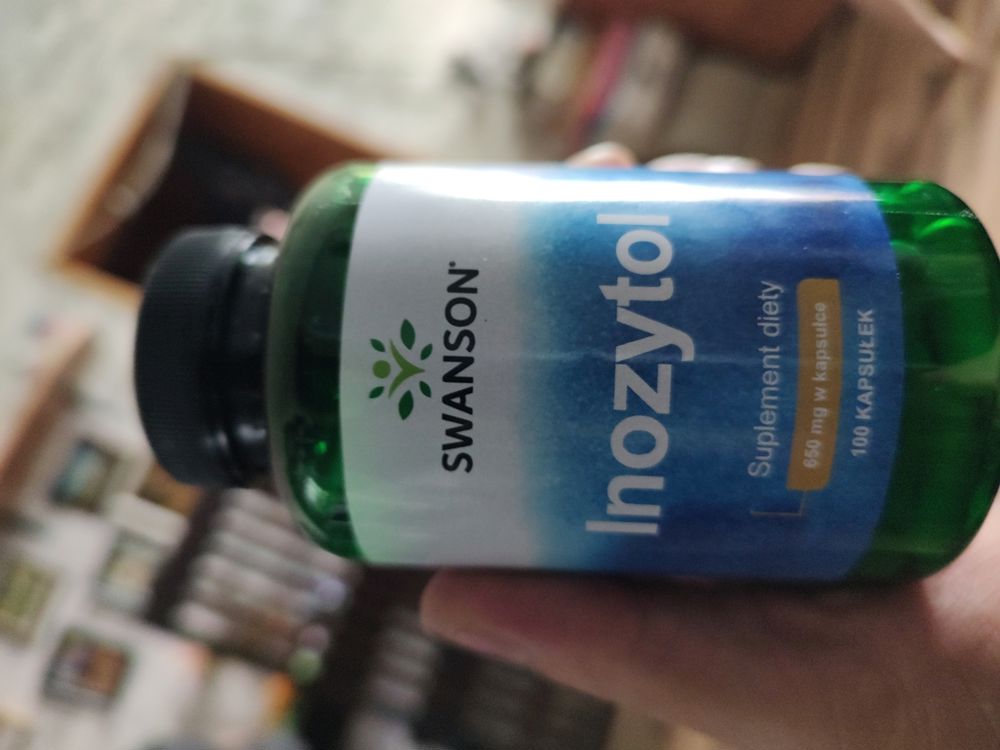 SWANSON®
Inozytol
Suplement diety
650 mg w kapsułce
100 KAPSUŁEK